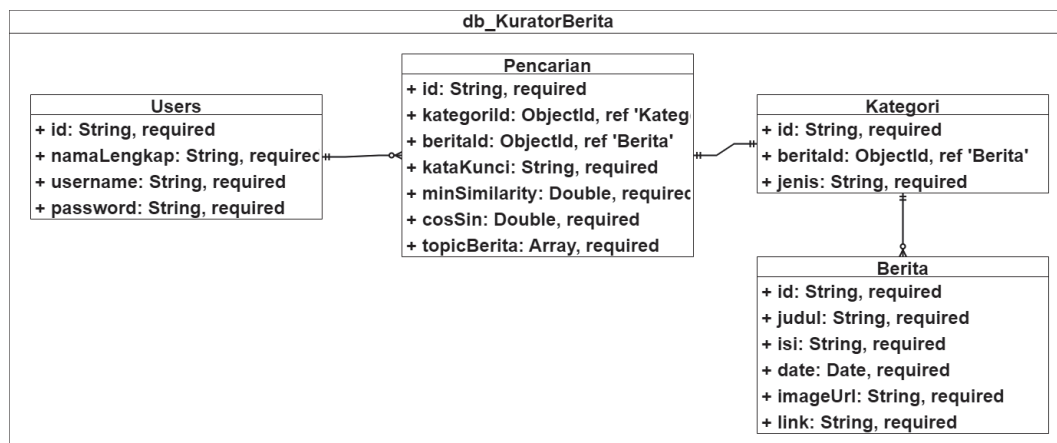 db_KuratorBerita
Users
+ id: String, required
+ namaLengkap: String, required
+ username: String, required
+ password: String, required
Pencarian
+ id: String, required
+ kategoriId: ObjectId, ref 'Kateg
+ beritaId: ObjectId, ref 'Berita'
+ kataKunci: String, required
+ minSimilarity: Double, required
+ cosSin: Double, required
+ topicBerita: Array, required
Kategori
+ id: String, required
+ beritaId: ObjectId, ref 'Berita'
+ jenis: String, required
Berita
+ id: String, required
+ judul: String, required
+ isi: String, required
+ date: Date, required
+ imageUrl: String, required
+ link: String, required